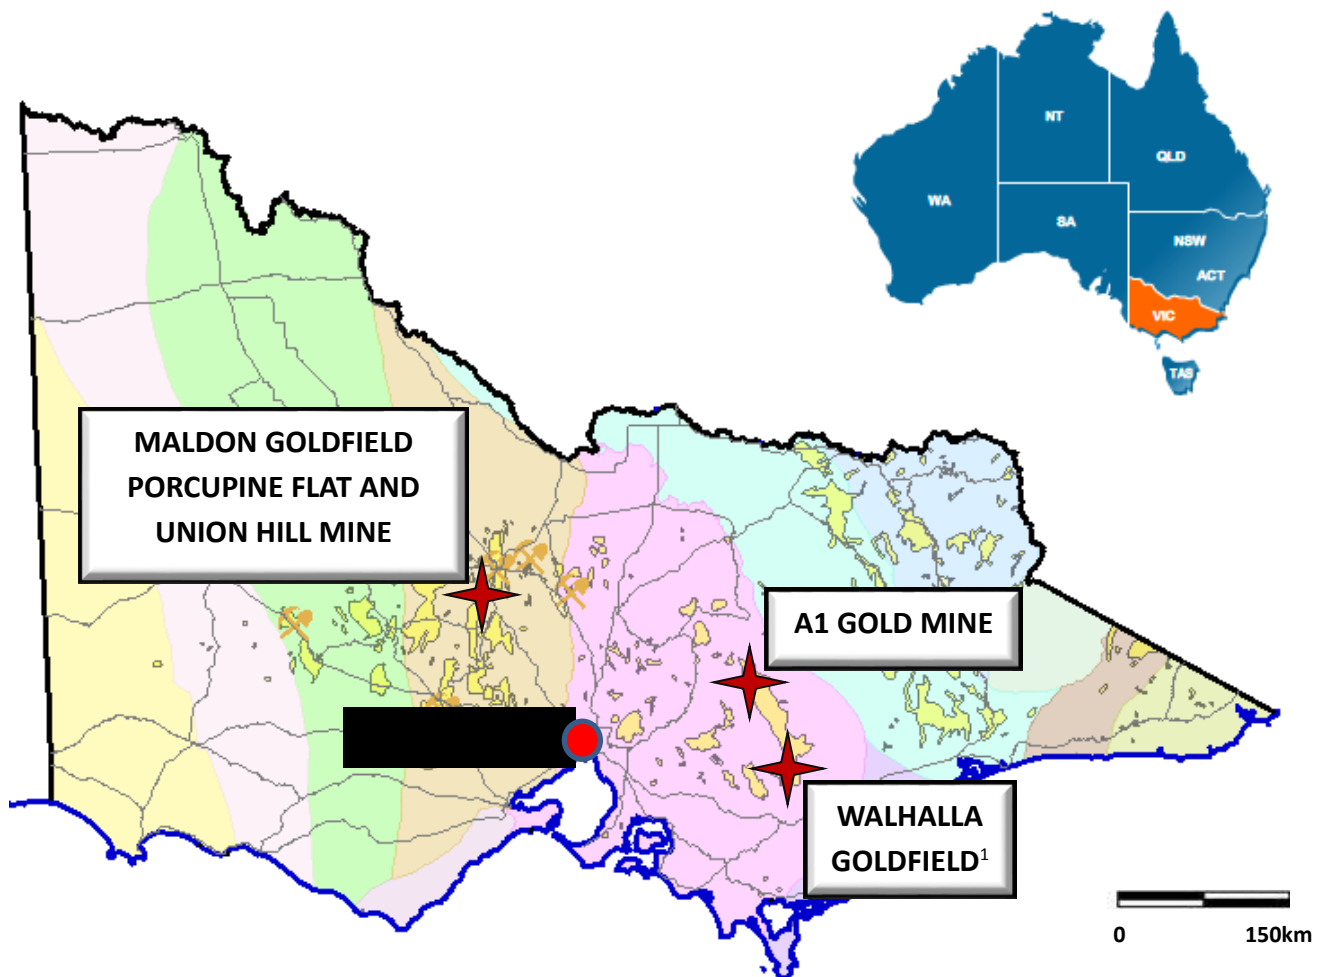 NT
QLD
WA
SA
NSW
ACT
VIC
TAS
MALDON GOLDFIELD
PORCUPINE FLAT AND
UNION HILL MINE
A1 GOLD MINE
WALHALLA
GOLDFIELD¹
0 150km